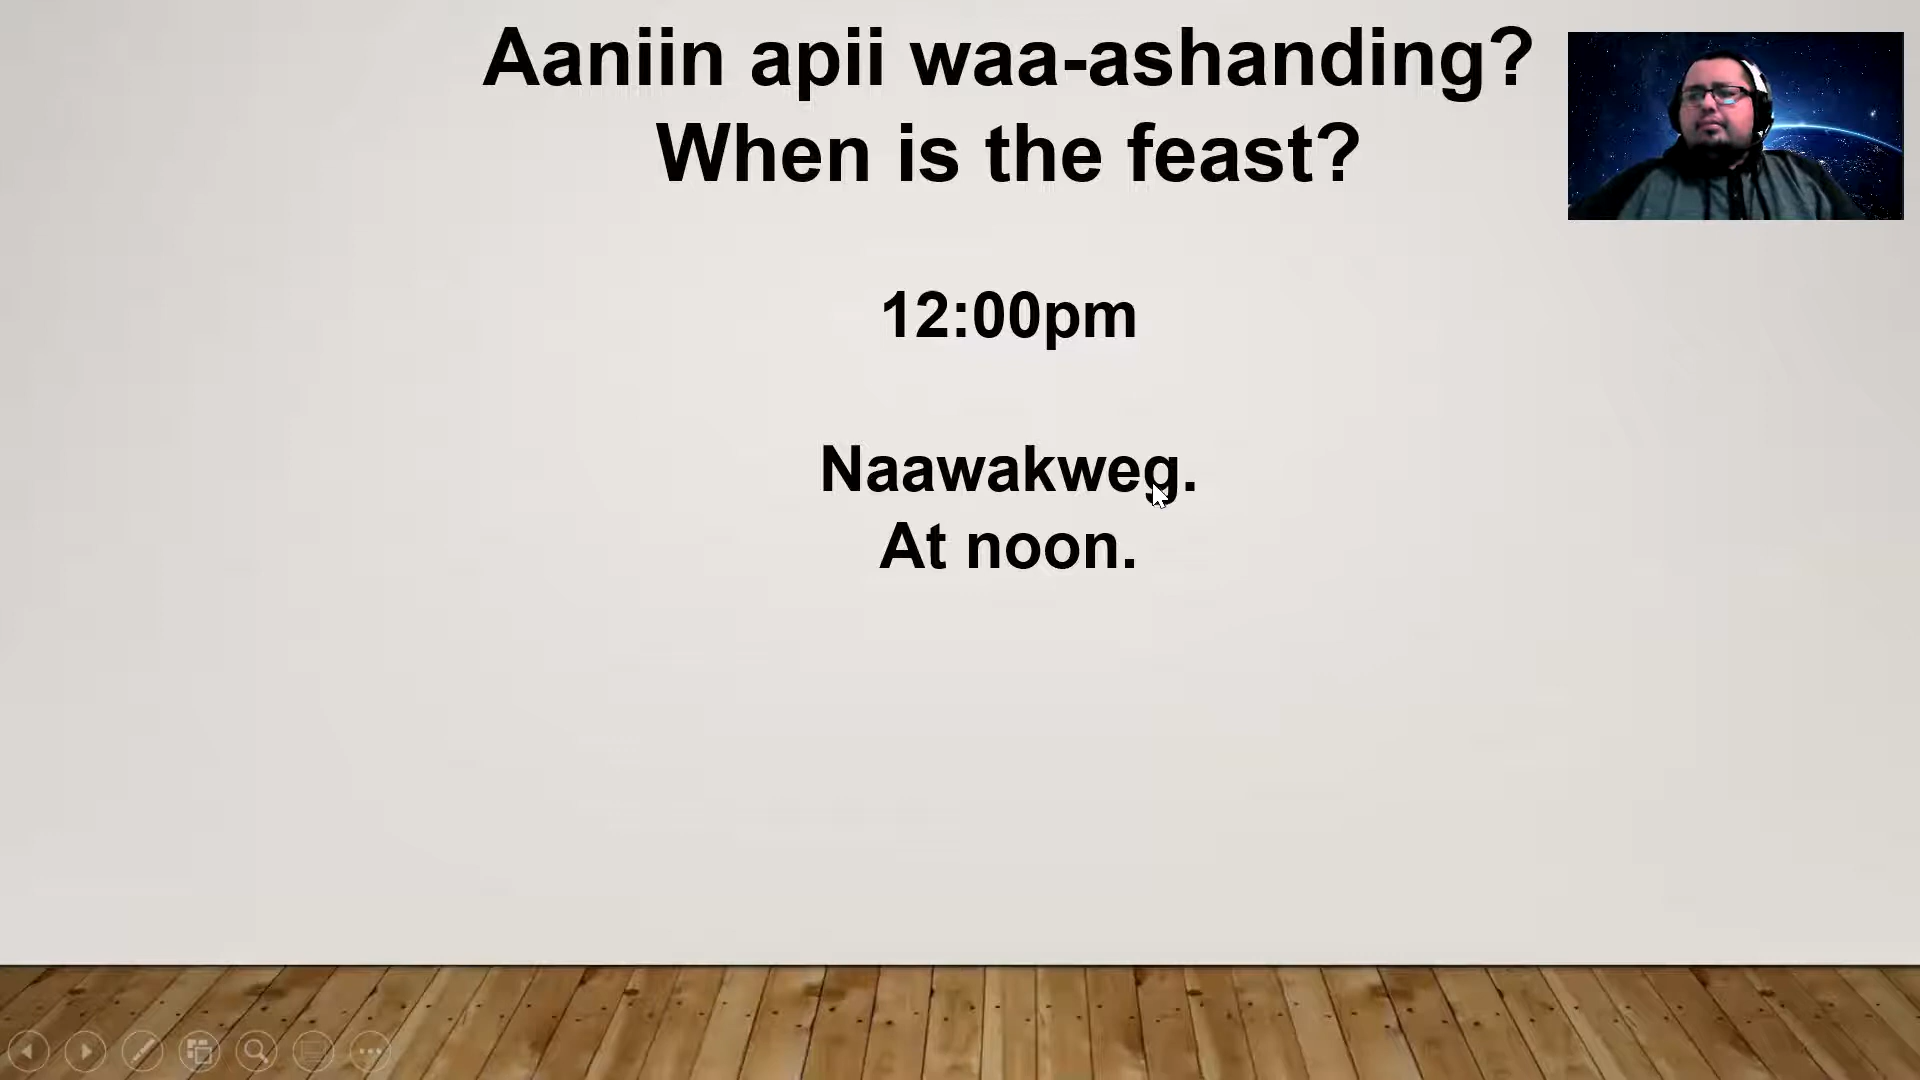 Aaniin apii waa-ashanding?
When is the feast?
12:00pm
Naawakweg.
At noon.